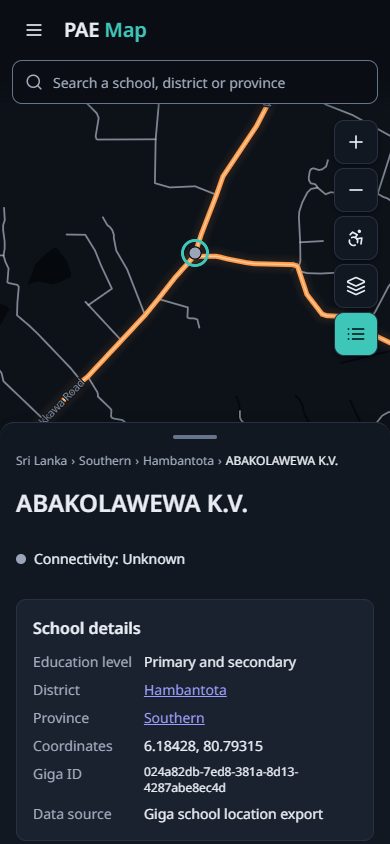 PAE Map
Search a school, district or province
Road
Sri Lanka › Southern › Hambantota › ABAKOLAWEWA K.V.
ABAKOLAWEWA K.V.
Connectivity: Unknown
School details
Education level Primary and secondary
District Hambantota
Province Southern
Coordinates 6.18428, 80.79315
Giga ID 024a82db-7ed8-381a-8d13-
4287abe8ec4d
Data source Giga school location export